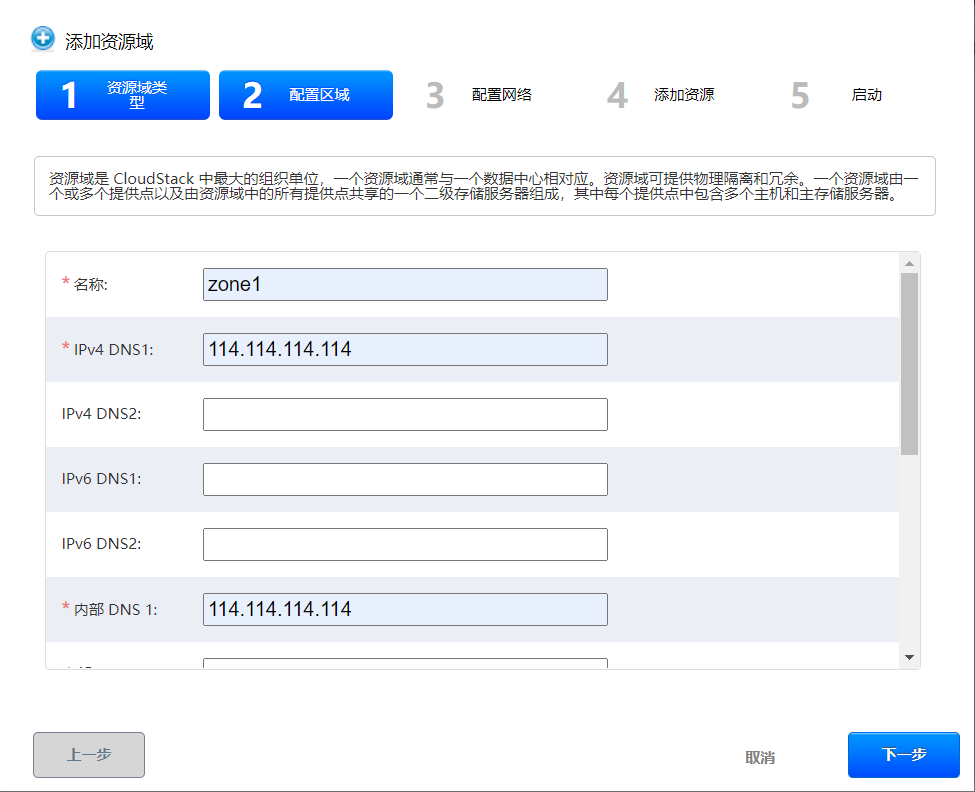 添加资源域
1 资源域类
型
2 配置区域
3 配置网络
4 添加资源
5 启动
资源域是 CloudStack 中最大的组织单位，一个资源域通常与一个数据中心相对应。资源域可提供物理隔离和冗余。一个资源域由一
个或多个提供点以及由资源域中的所有提供点共享的一个二级存储服务器组成，其中每个提供点中包含多个主机和主存储服务器。
* 名称: zone1
* IPv4 DNS1: 114.114.114.114
IPv4 DNS2:
IPv6 DNS1:
IPv6 DNS2:
* 内部 DNS 1: 114.114.114.114
上一步
取消
下一步